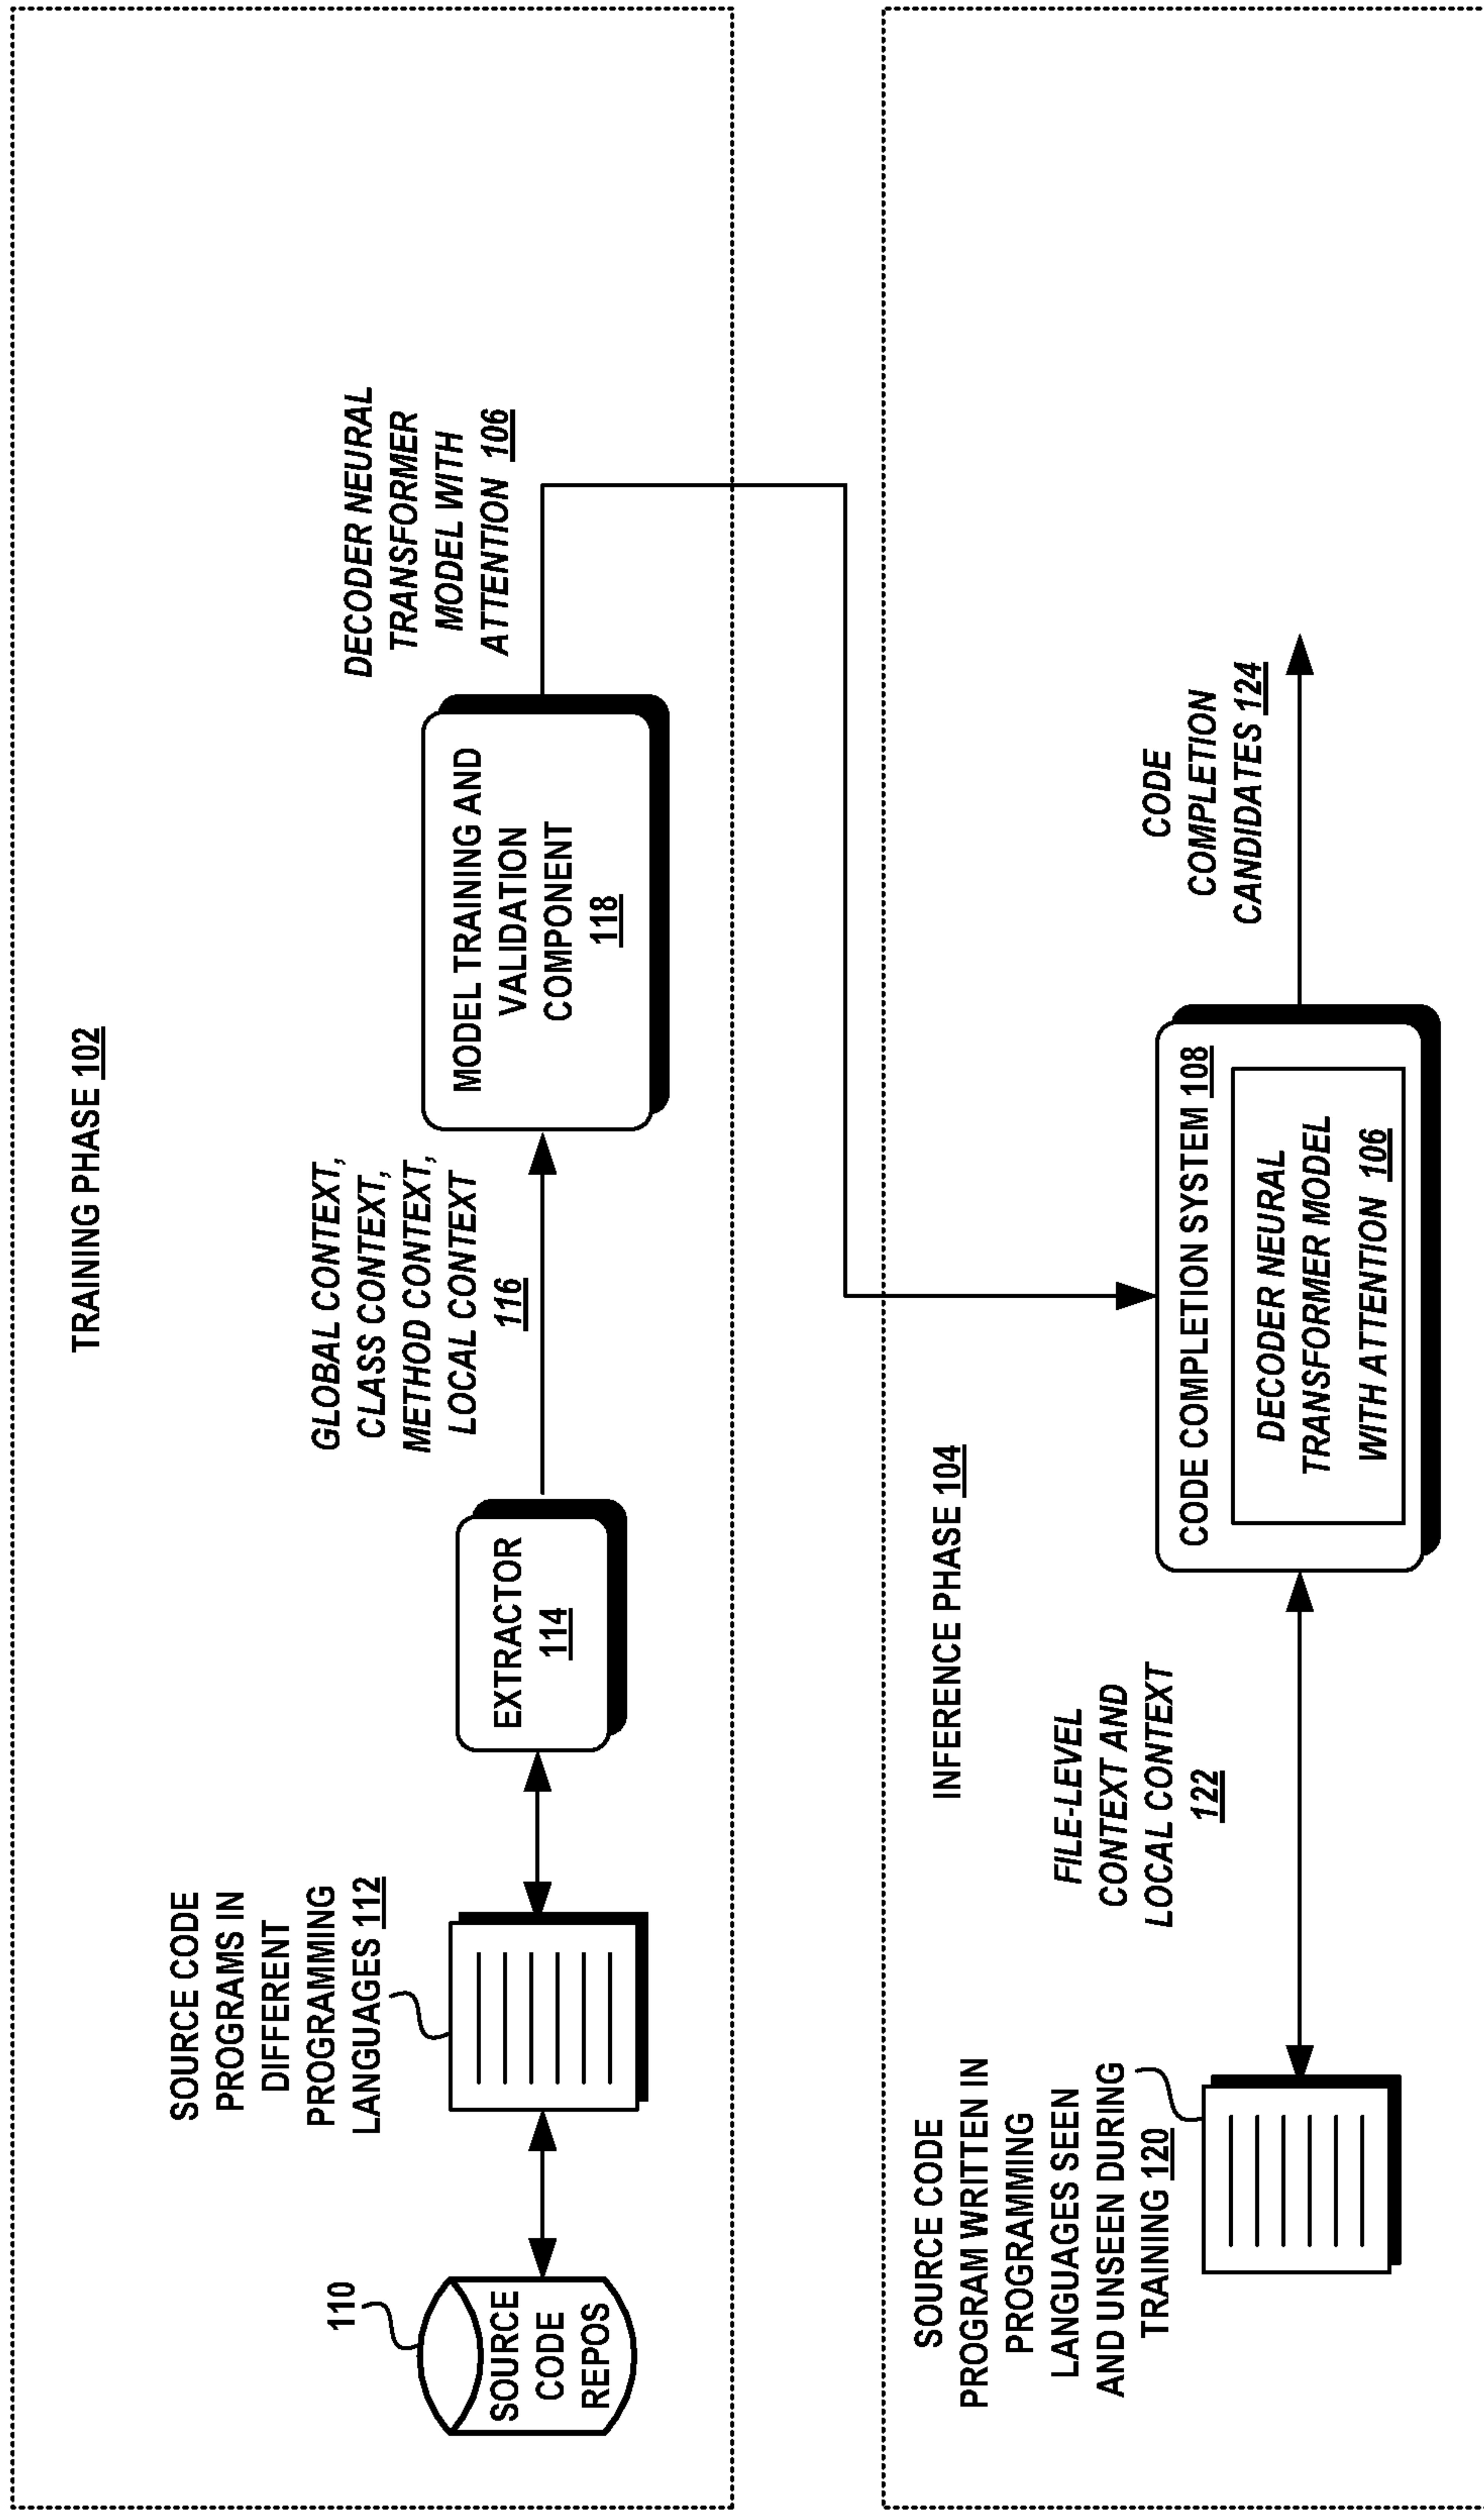 TRAINING PHASE 102
110
SOURCE
CODE
REPOS
SOURCE CODE
PROGRAMS IN
DIFFERENT
PROGRAMMING
LANGUAGES 112
EXTRACTOR
114
GLOBAL CONTEXT,
CLASS CONTEXT,
METHOD CONTEXT,
LOCAL CONTEXT
116
MODEL TRAINING AND
VALIDATION
COMPONENT
118
DECODER NEURAL
TRANSFORMER
MODEL WITH
ATTENTION 106
INFERENCE PHASE 104
SOURCE CODE
PROGRAM WRITTEN IN
PROGRAMMING
LANGUAGES SEEN
AND UNSEEN DURING
TRAINING 120
FILE-LEVEL
CONTEXT AND
LOCAL CONTEXT
122
CODE COMPLETION SYSTEM 108
DECODER NEURAL
TRANSFORMER MODEL
WITH ATTENTION 106
CODE
COMPLETION
CANDIDATES 124